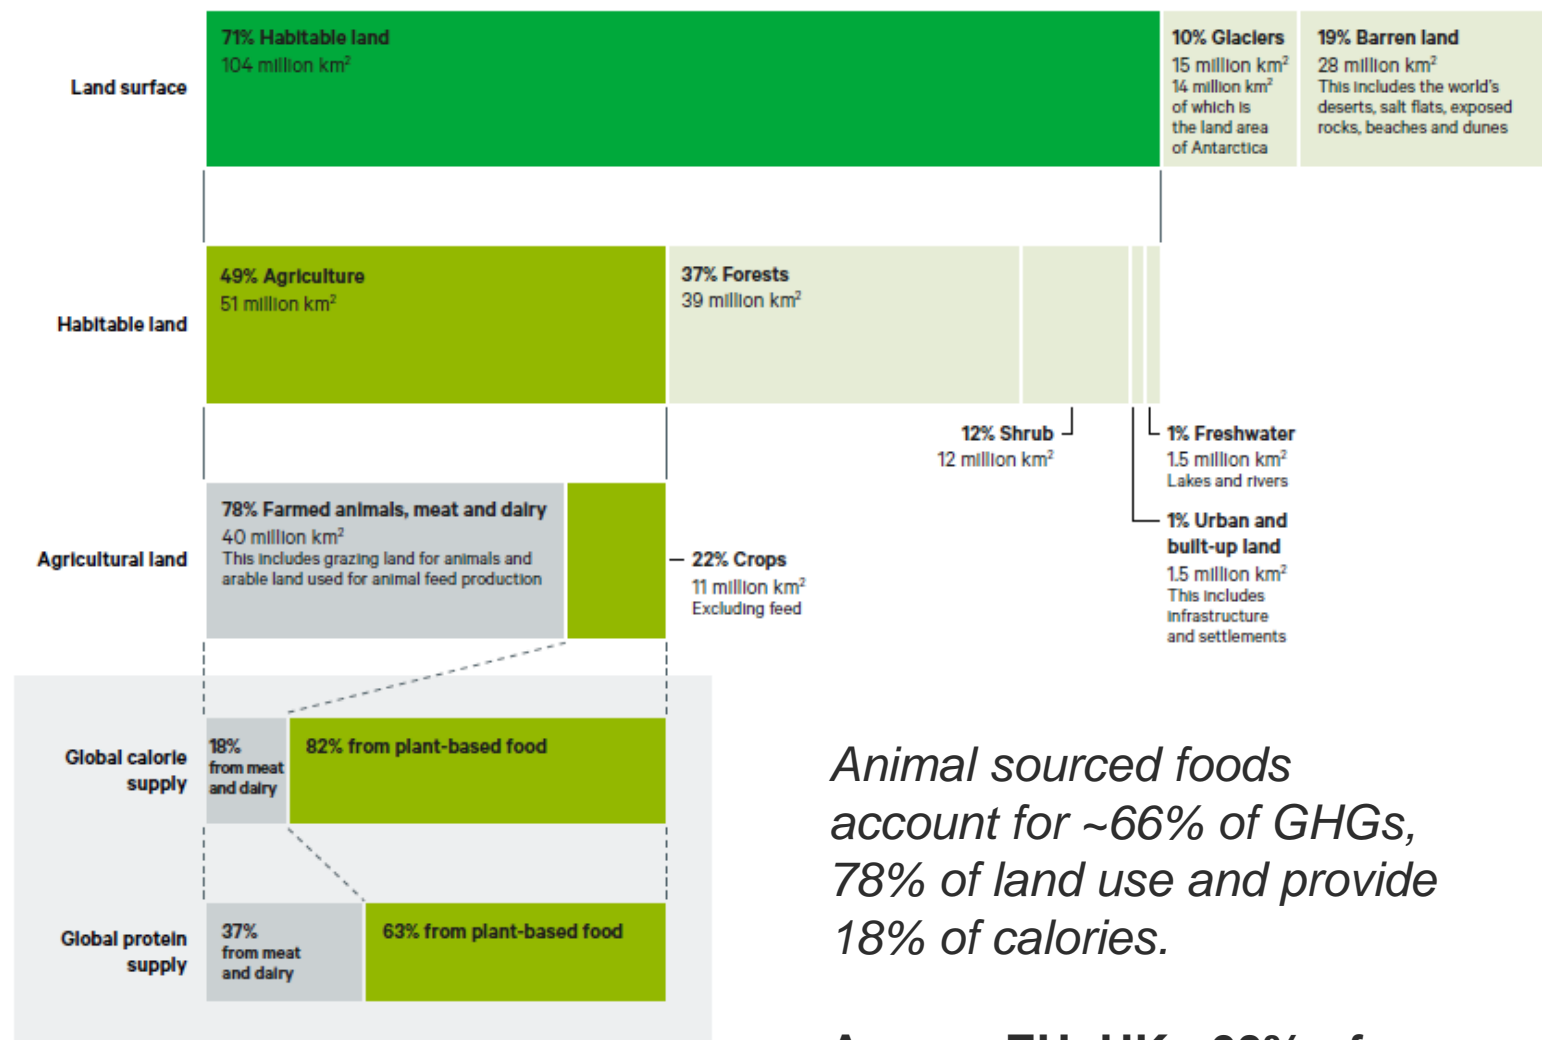 Land surface
71% Habitable land
104 million km²
10% Glaciers
15 million km²
14 million km²
of which is
the land area
of Antarctica
19% Barren land
28 million km²
This includes the world's
deserts, salt flats, exposed
rocks, beaches and dunes
Habitable land
49% Agriculture
51 million km²
37% Forests
39 million km²
12% Shrub
12 million km²
1% Freshwater
1.5 million km²
Lakes and rivers
1% Urban and
built-up land
1.5 million km²
This includes
infrastructure
and settlements
Agricultural land
78% Farmed animals, meat and dairy
40 million km²
This includes grazing land for animals and
arable land used for animal feed production
22% Crops
11 million km²
Excluding feed
Global calorie
supply
18%
from meat
and dairy
82% from plant-based food
Global protein
supply
37%
from meat
and dairy
63% from plant-based food
Animal sourced foods
account for ~66% of GHGs,
78% of land use and provide
18% of calories.